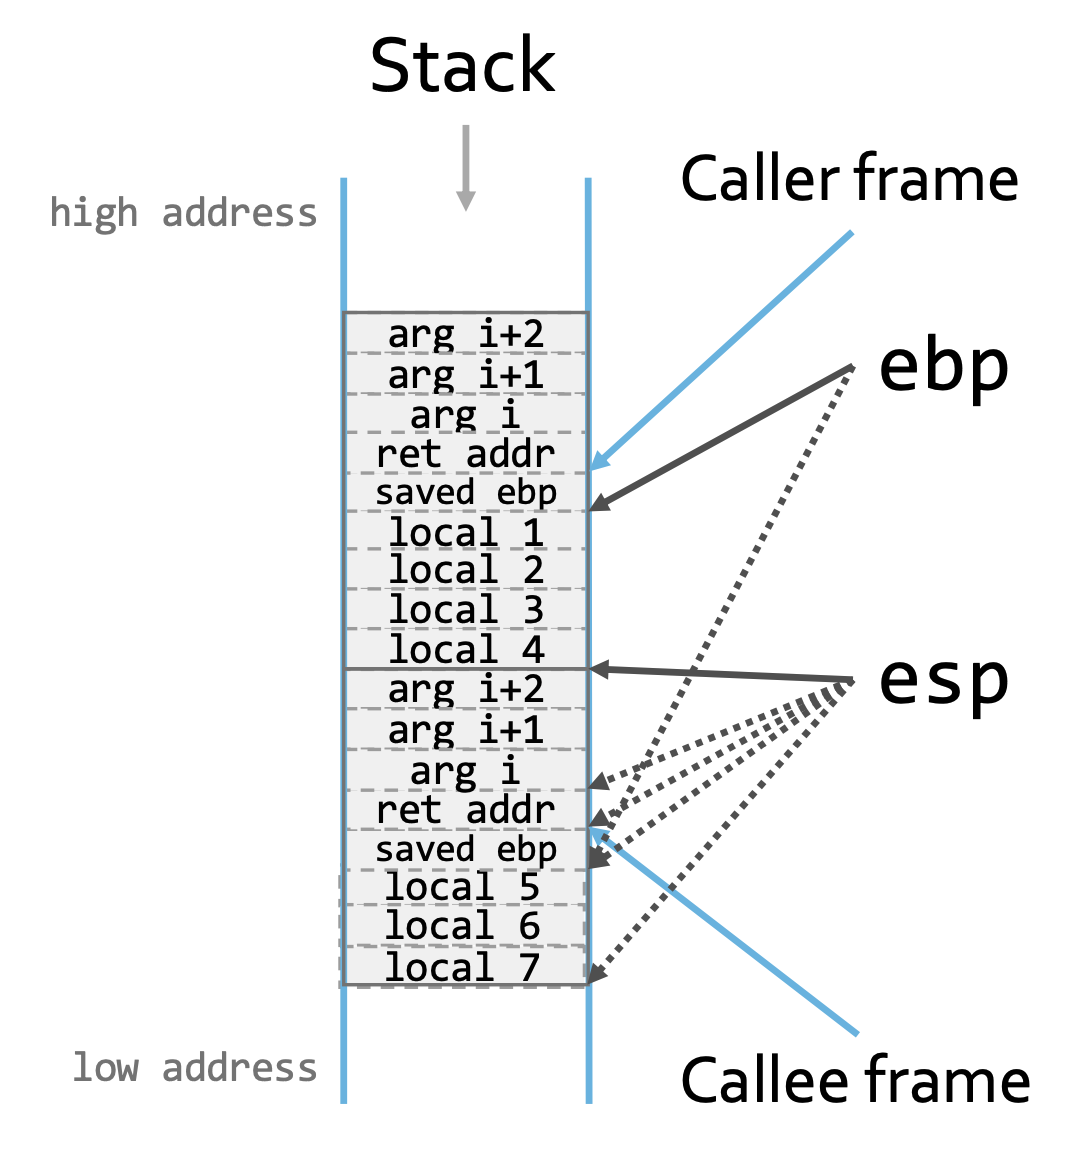 Stack
high address
Caller frame
arg i+2
arg i+1
arg i
ret addr
saved ebp
local 1
local 2
local 3
local 4
arg i+2
arg i+1
arg i
ret addr
saved ebp
local 5
local 6
local 7
ebp
esp
low address
Callee frame